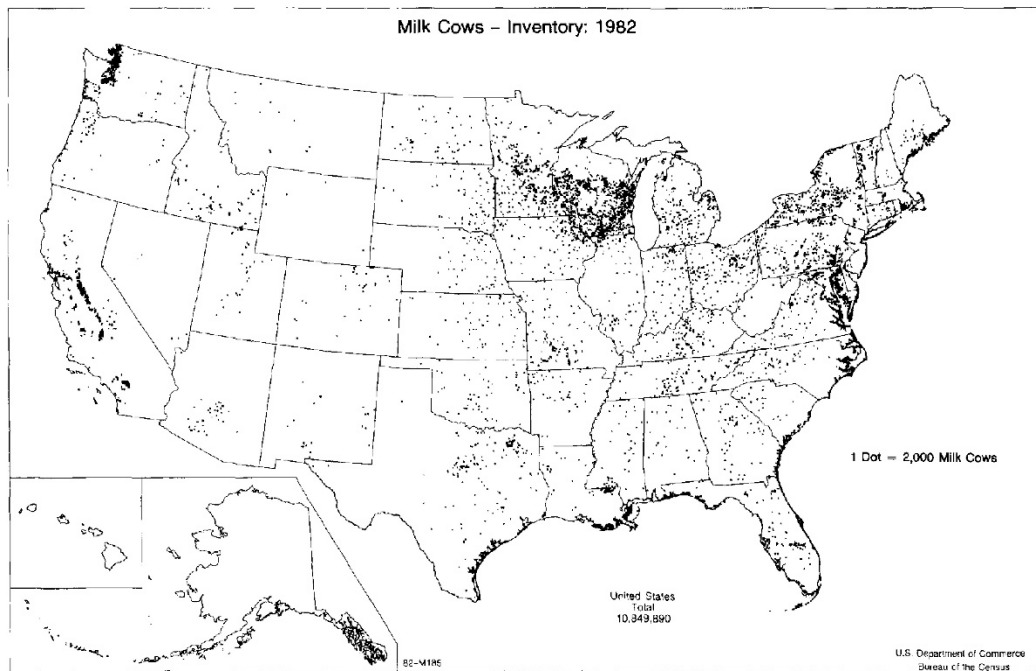 Milk Cows – Inventory: 1982
1 Dot = 2,000 Milk Cows
United States
Total
10,849,890
82-M185
U.S. Department of Commerce
Bureau of the Census